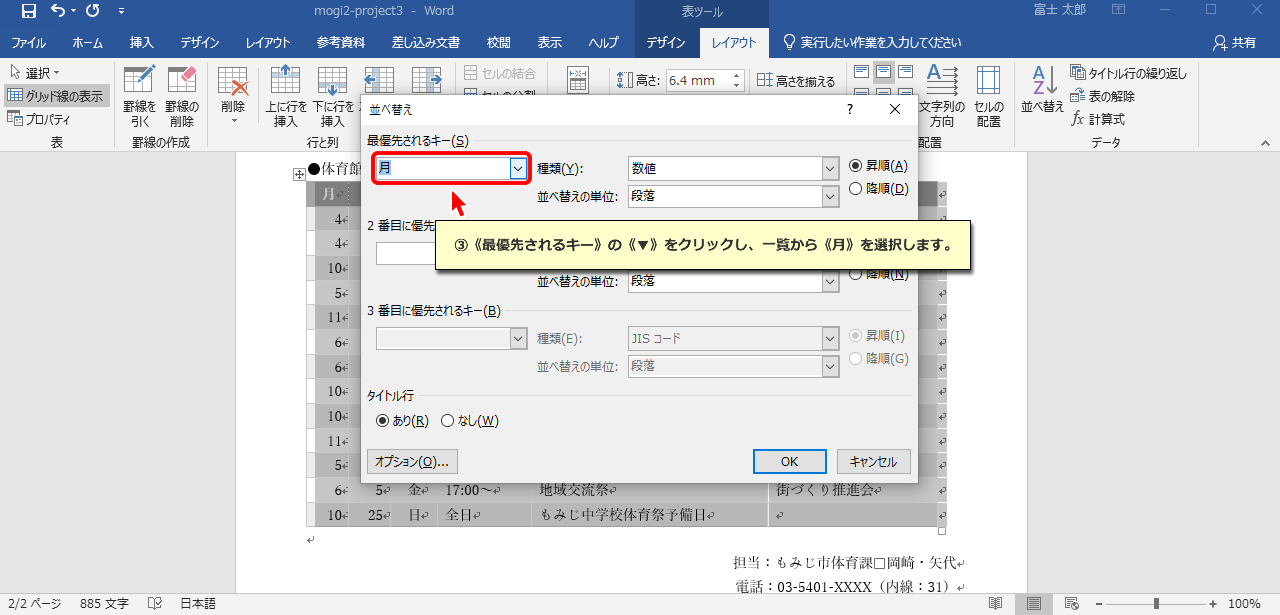 mogi2-project3 - Word
表ツール
富士 太郎
ファイル ホーム 挿入 デザイン レイアウト 参考資料 差し込み文書 校閲 表示 ヘルプ デザイン レイアウト 実行したい作業を入力してください 共有
選択
グリッド線の表示
プロパティ
表
罫線を引く
罫線の削除
罫線の作成
削除
上に行を挿入
下に行を挿入
行と列
セルの結合
高さ: 6.4 mm
高さを揃える
文字列の方向
セルの配置
配置
並べ替え
タイトル行の繰り返し
表の解除
fx 計算式
データ
●体育館
月
4
4
10
5
11
6
6
10
10
11
5
6 5 金 17:00～ 地域交流祭 街づくり推進会
10 25 日 全日 もみじ中学校体育祭予備日
担当：もみじ市体育課□岡崎・矢代
電話：03-5401-XXXX（内線：31）
並べ替え ?
最優先されるキー(S)
月 種類(Y): 数値 昇順(A)
並べ替えの単位: 段落 降順(D)
2 番目に優先
③《最優先されるキー》の《▼》をクリックし、一覧から《月》を選択します。
並べ替えの単位: 段落 降順(N)
3 番目に優先されるキー(B)
種類(E): JIS コード 昇順(I)
並べ替えの単位: 段落 降順(G)
タイトル行
あり(R) なし(W)
オプション(O)... OK キャンセル
2/2 ページ 885 文字 日本語 100%